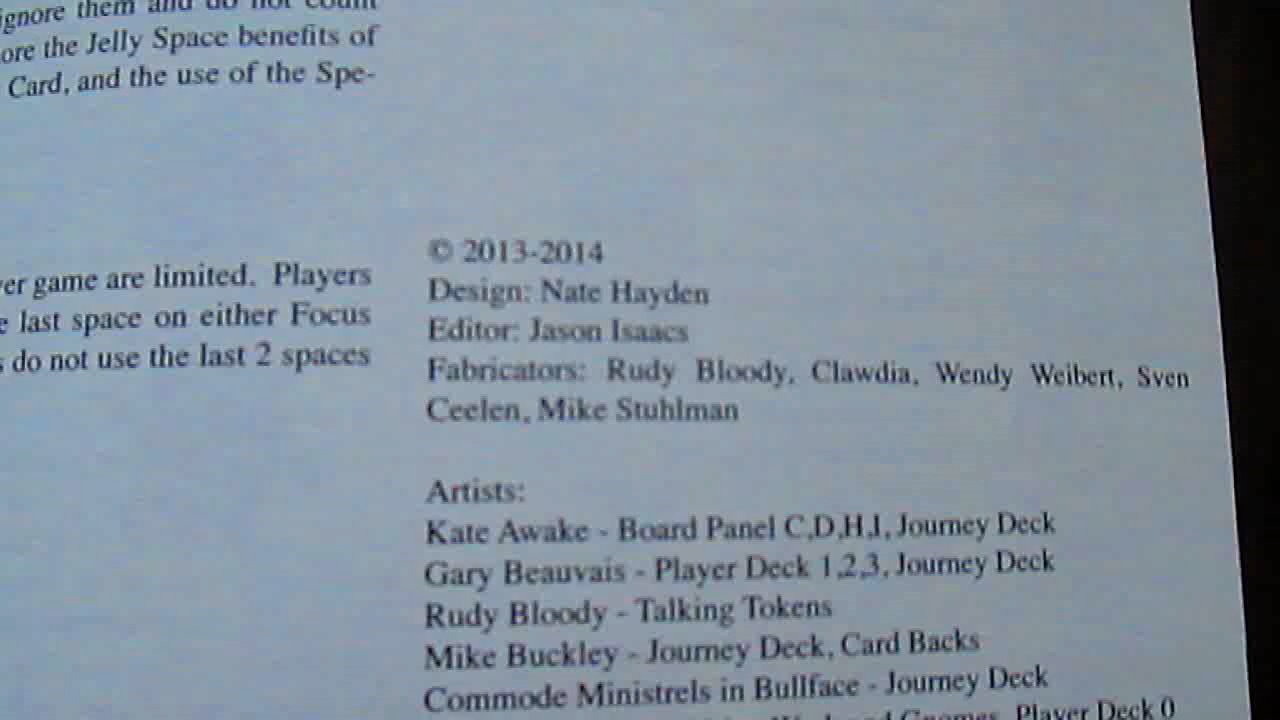 ignore them and do not count
ore the Jelly Space benefits of
Card, and the use of the Spe-
er game are limited. Players
last space on either Focus
do not use the last 2 spaces
© 2013-2014
Design: Nate Hayden
Editor: Jason Isaacs
Fabricators: Rudy Bloody, Clawdia, Wendy Weibert, Sven
Ceelen, Mike Stuhlman
Artists:
Kate Awake - Board Panel C,D,H,I, Journey Deck
Gary Beauvais - Player Deck 1,2,3, Journey Deck
Rudy Bloody - Talking Tokens
Mike Buckley - Journey Deck, Card Backs
Commode Ministrels in Bullface - Journey Deck
Gnomes, Player Deck 0